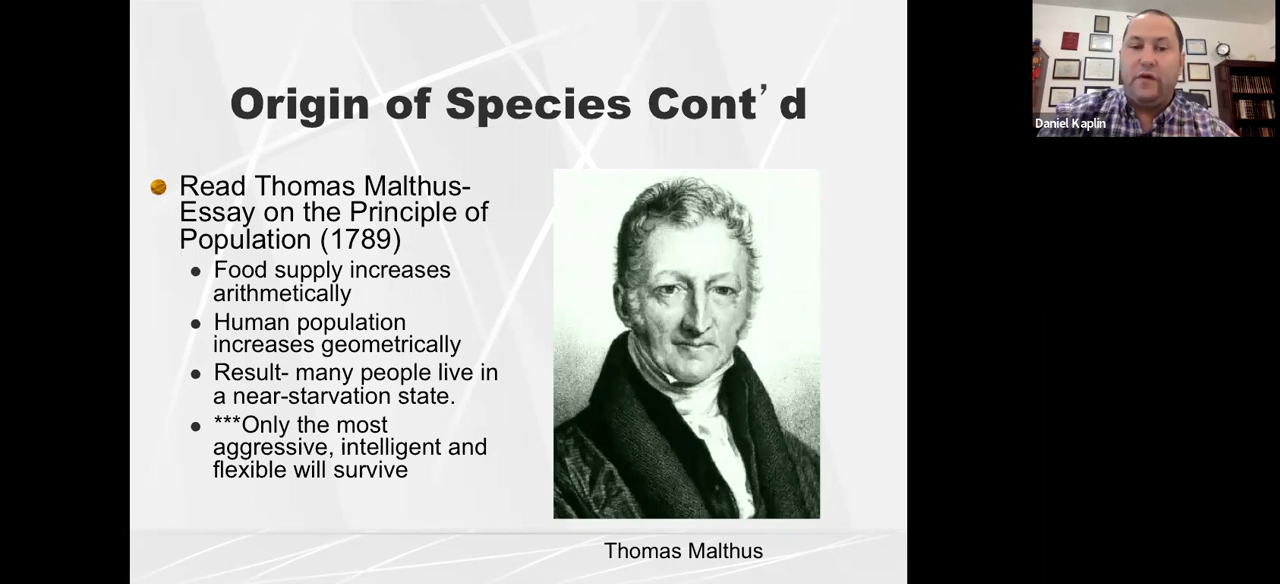 Origin of Species Cont’d
Read Thomas Malthus-
Essay on the Principle of
Population (1789)
Food supply increases
arithmetically
Human population
increases geometrically
Result- many people live in
a near-starvation state.
***Only the most
aggressive, intelligent and
flexible will survive
Thomas Malthus
Daniel Kaplin